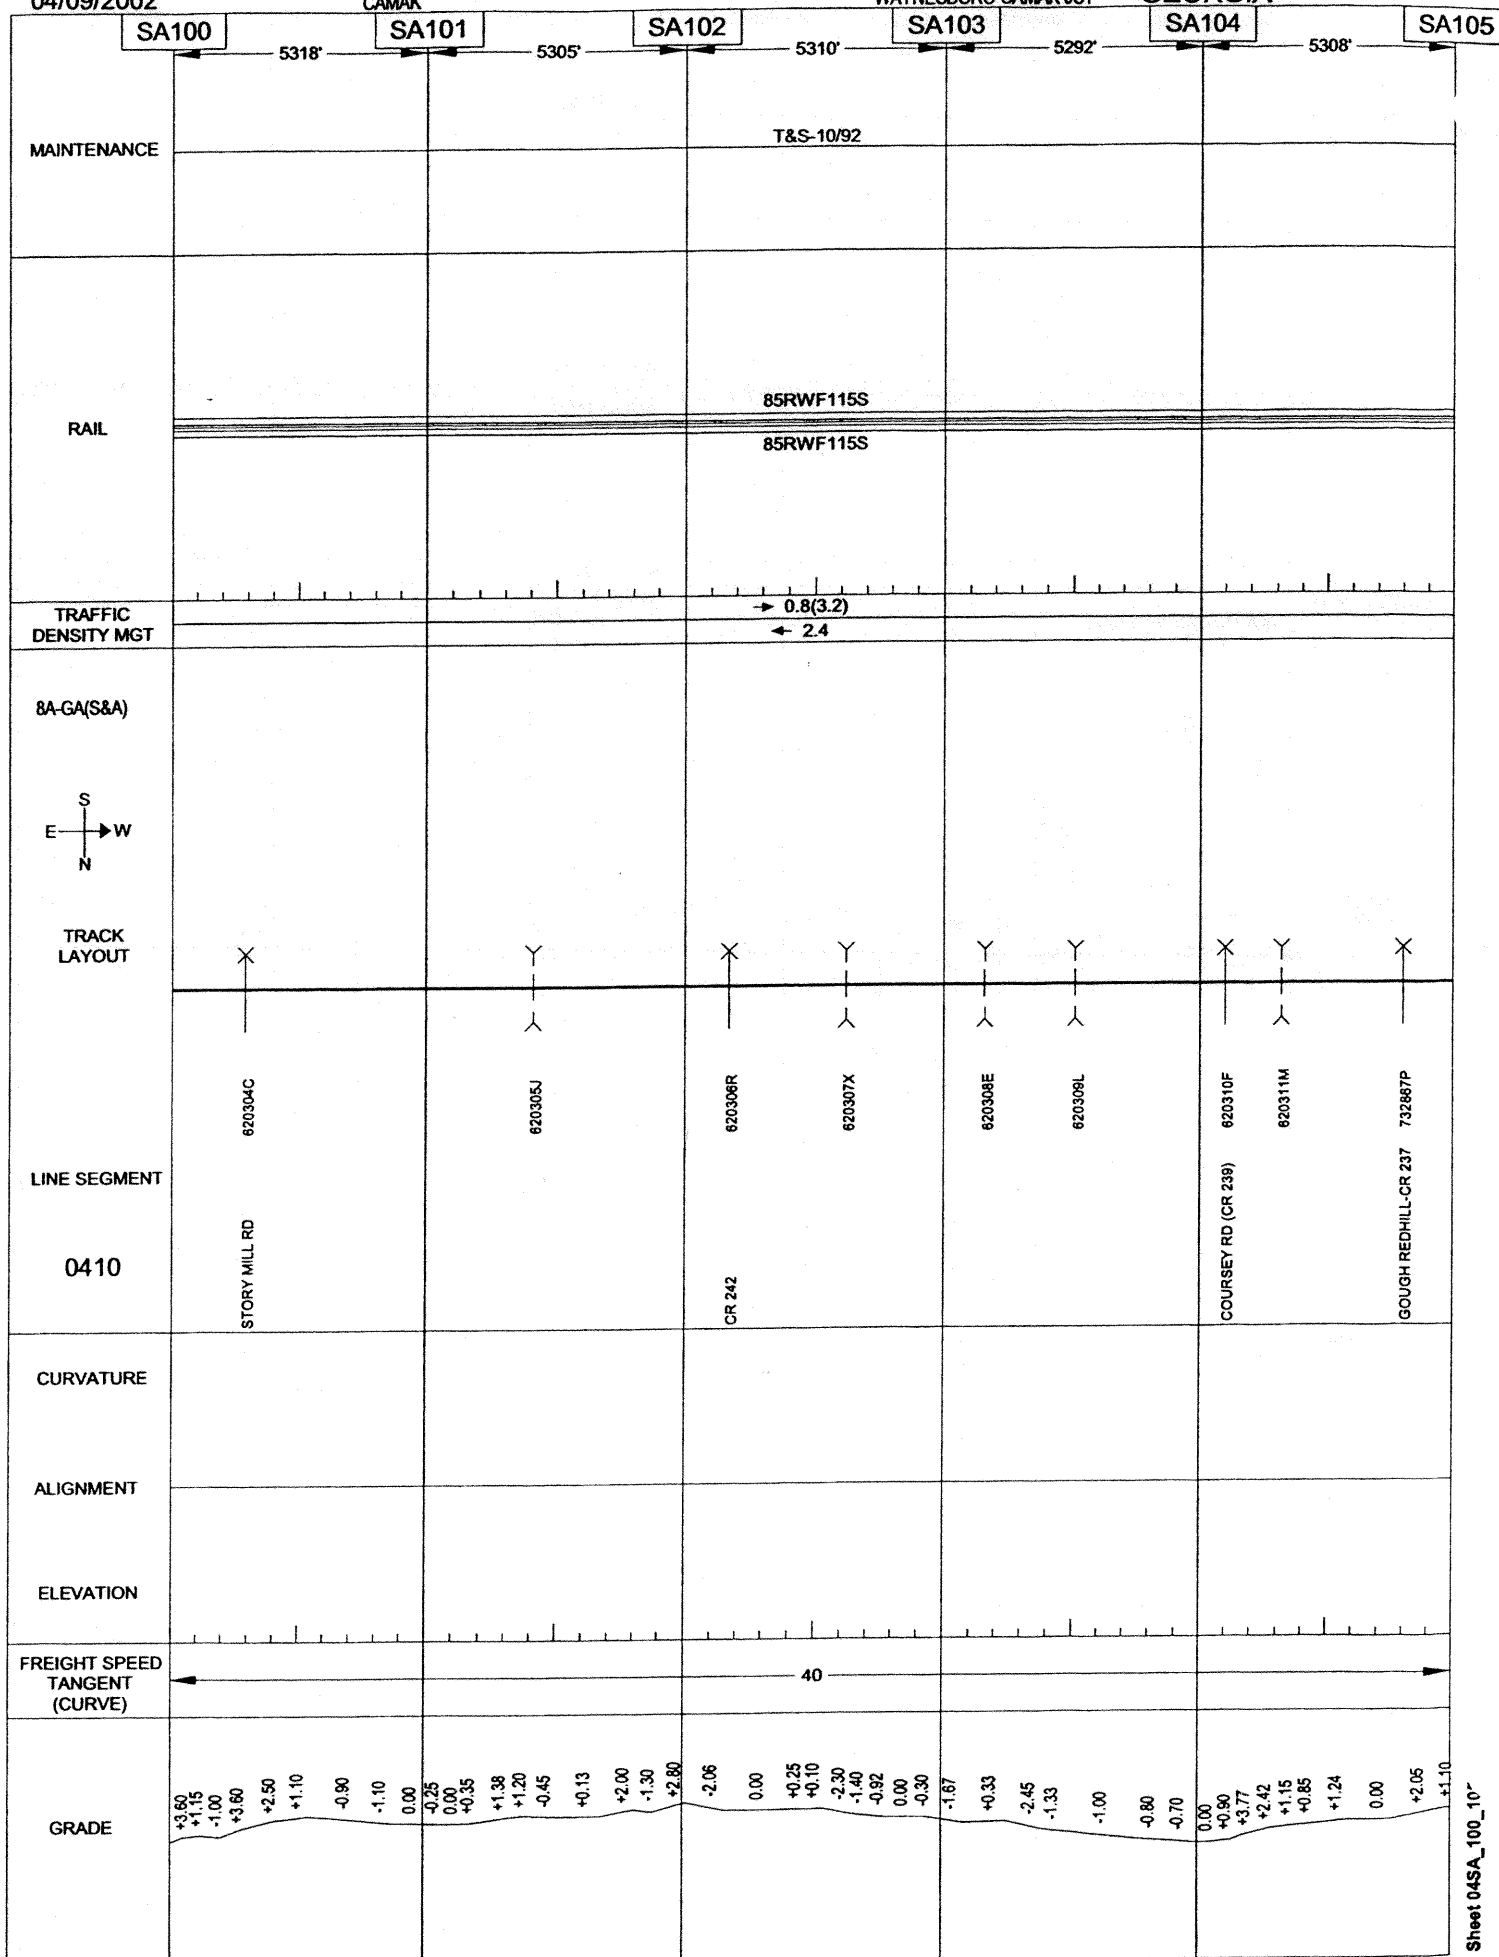 04/09/2002
CAMAK
SA100 SA101 SA102 SA103 SA104 SA105
5318' 5305' 5310' 5292' 5308'
MAINTENANCE
T&S-10/92
RAIL
85RWF115S
85RWF115S
TRAFFIC
DENSITY MGT
0.8(3.2)
2.4
8A-GA(S&A)
S
E W
N
TRACK
LAYOUT
620304C
620305J
620306R
620307X
620308E
620309L
620310F
620311M
732867P
LINE SEGMENT
0410
STORY MILL RD
CR 242
COURSEY RD (CR 239)
GOUGH REDHILL-CR 237
CURVATURE
ALIGNMENT
ELEVATION
FREIGHT SPEED
TANGENT
(CURVE)
40
GRADE
+3.60
+1.15
-1.00
+3.60
+2.50
+1.10
-0.90
-1.10
0.00
-0.25
0.00
+0.35
+1.38
+1.20
-0.45
+0.13
+2.00
-1.30
+2.80
-2.06
0.00
+0.25
+0.10
-2.30
-1.40
-0.92
0.00
-0.30
-1.67
+0.33
-2.45
-1.33
-1.00
-0.80
-0.70
0.00
+0.90
+3.77
+2.42
+1.15
+0.85
+1.24
0.00
+2.05
+1.10
Sheet 04SA_100_10